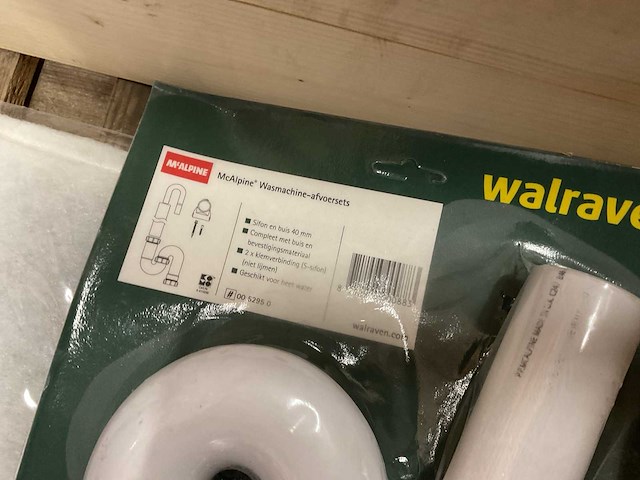 walraven
McALPINE
McAlpine® Wasmachine-afvoersets
Sifon en buis 40 mm
Compleet met buis en
bevestigingsmateriaal
2 x klemverbinding (S-sifon)
(niet lijmen)
Geschikt voor heet water
KOMO
# 00 5295 0
walraven.com